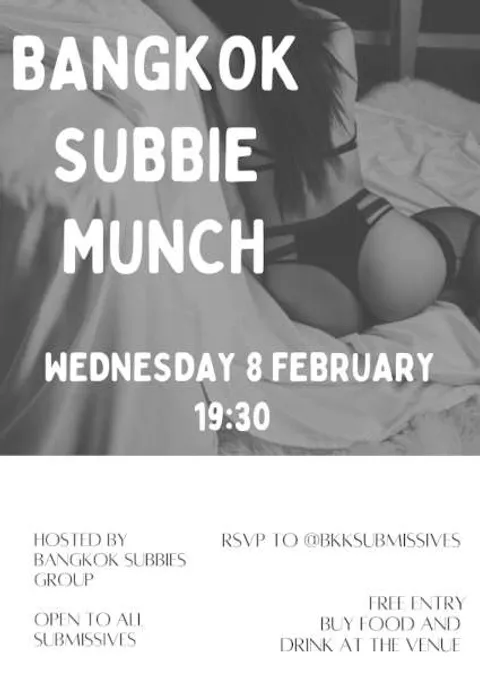 BANGKOK
SUBBIE
MUNCH
WEDNESDAY 8 FEBRUARY
19:30
HOSTED BY
BANGKOK SUBBIES
GROUP
OPEN TO ALL
SUBMISSIVES
RSVP TO @BKKSUBMISSIVES
FREE ENTRY
BUY FOOD AND
DRINK AT THE VENUE